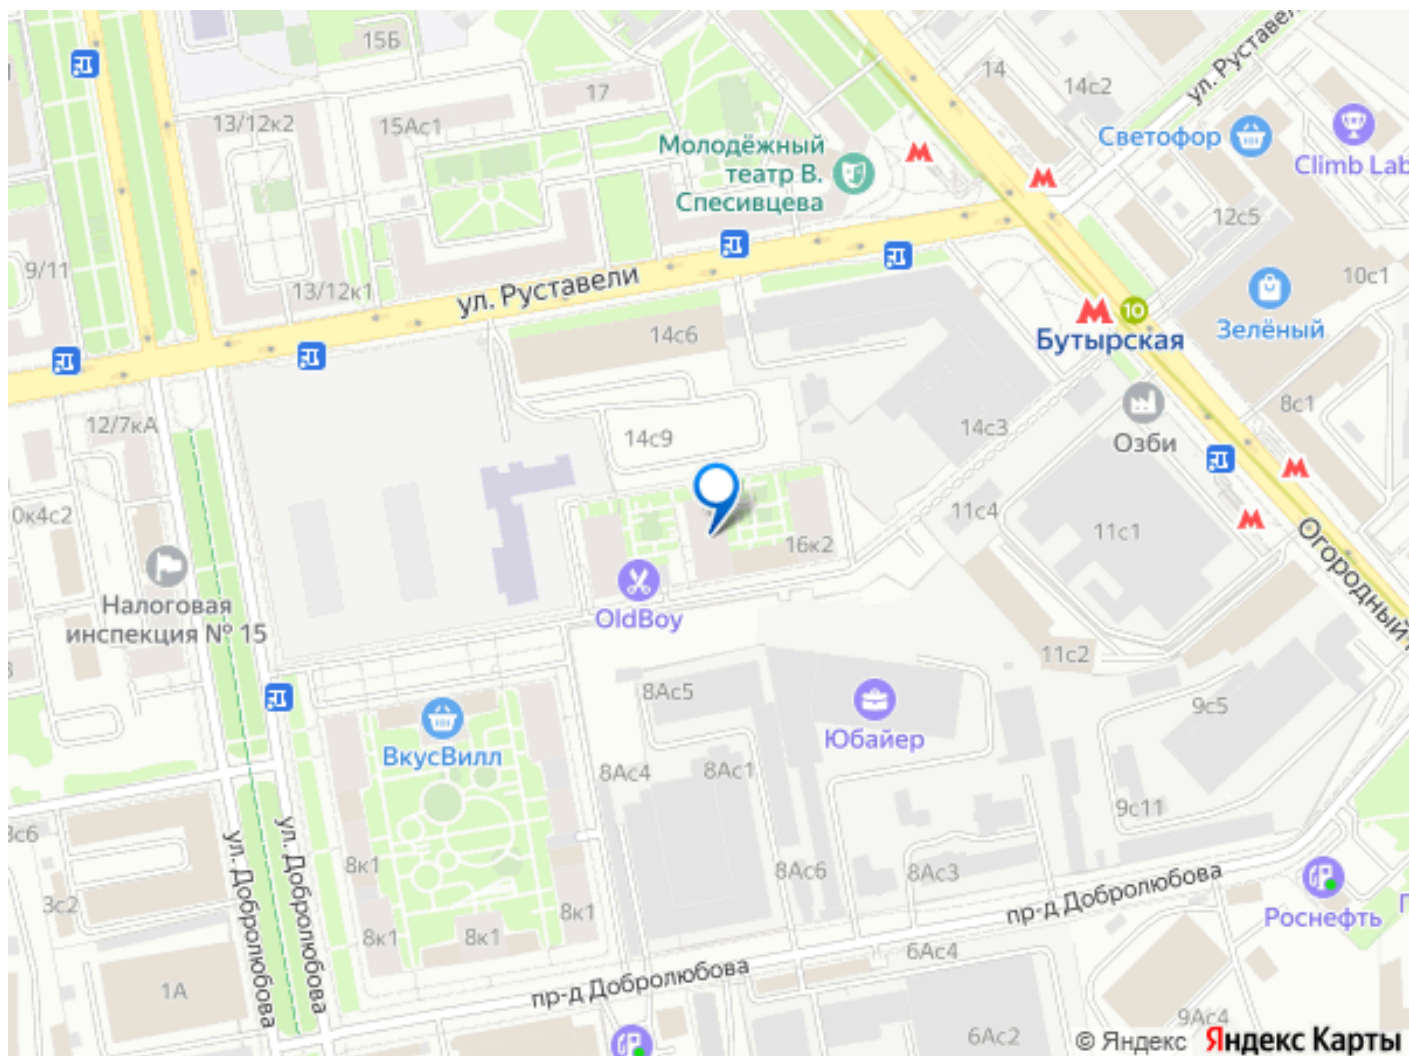 15Б
ул. Руставели
14
14с2
17
13/12к2
15Ас1
Светофор
Climb Lab
Молодёжный
театр В.
Спесивцева
12с5
9/11
10с1
13/12к1
ул. Руставели
10
Зелёный
Бутырская
14с6
8с1
12/7кА
14с9
14с3
Озби
0к4с2
11с4
11с1
16к2
Огородный
Налоговая
инспекция № 15
OldBoy
11с2
8Ас5
9с5
Юбайер
ВкусВилл
8Ас4
8Ас1
9с11
3с6
ул. Добролюбова
ул. Добролюбова
8к1
8Ас6
8Ас3
пр-д Добролюбова
3с2
8к1
Роснефть
8к1
8к1
6Ас4
1А
пр-д Добролюбова
9Ас4
6Ас2
© Яндекс Яндекс Карты